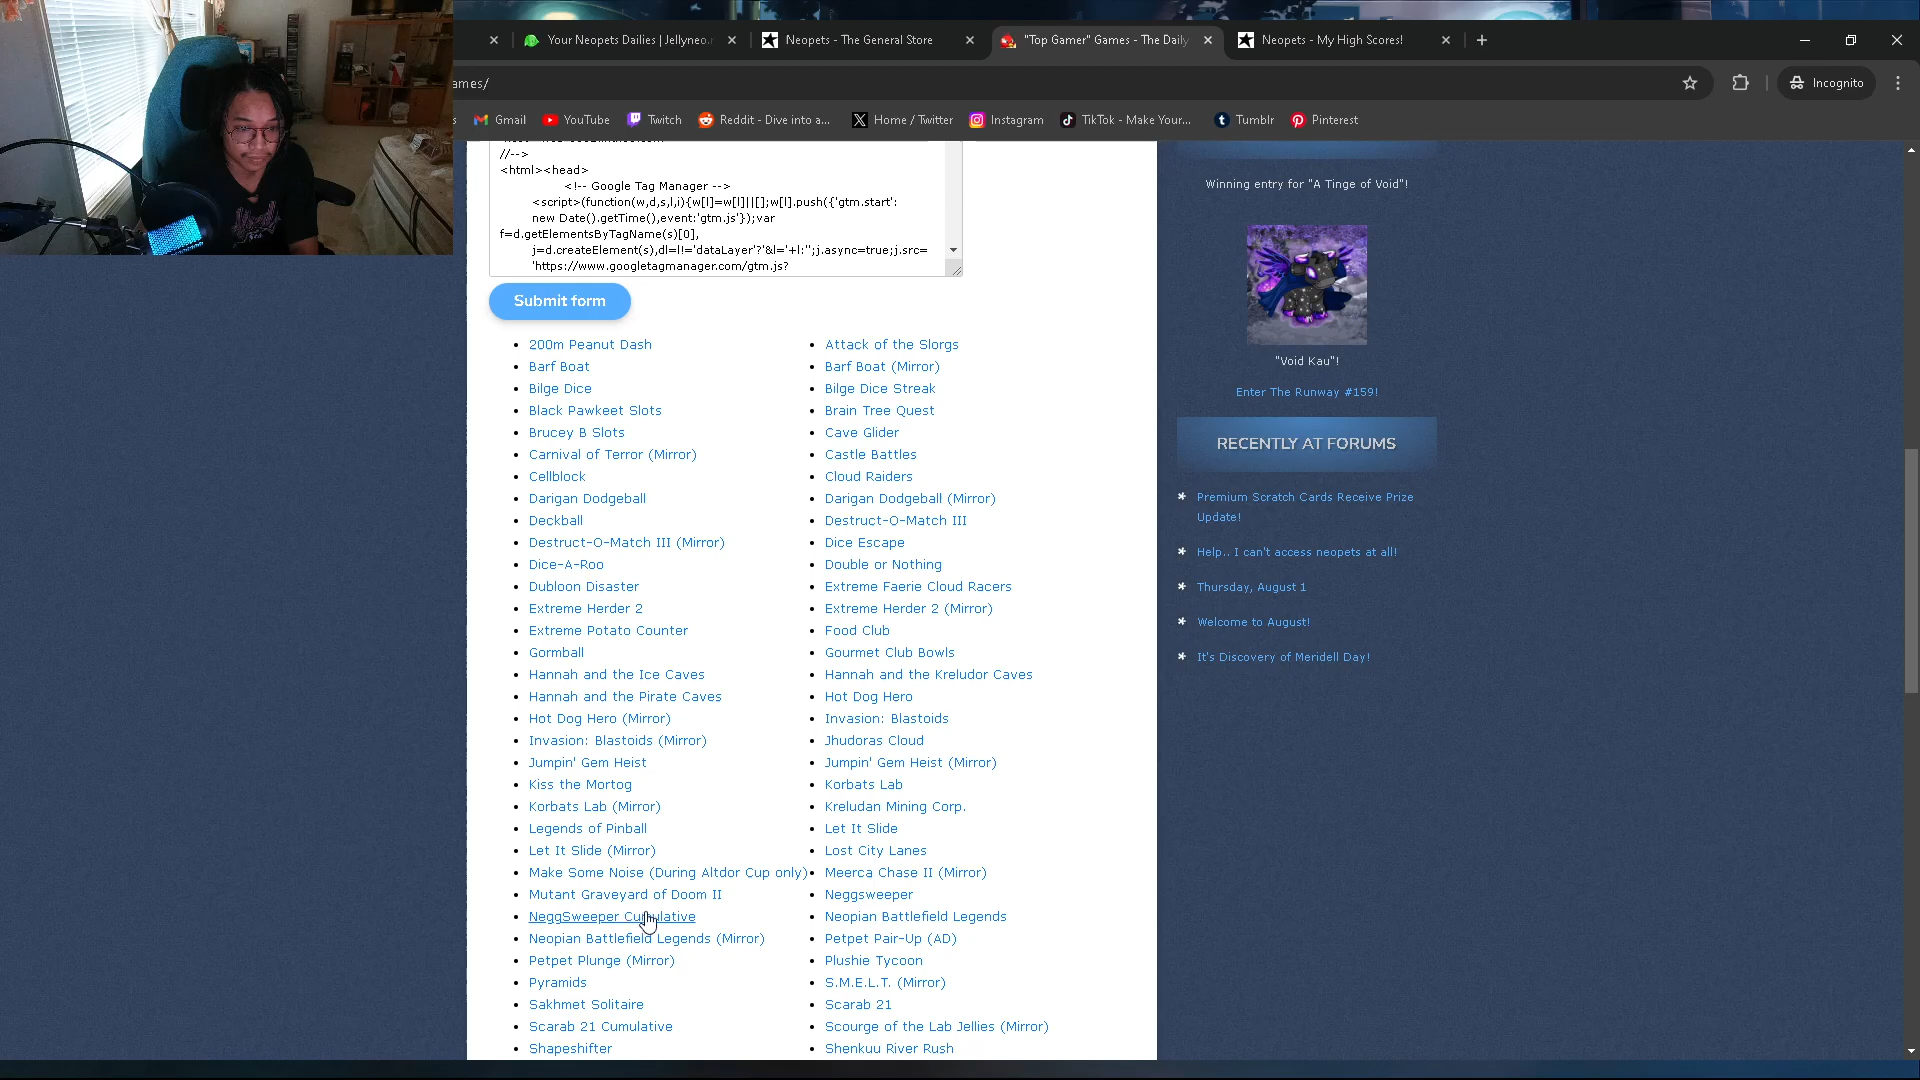 Your Neopets Dailies | Jellyneo.n
Neopets - The General Store
"Top Gamer" Games - The Daily
Neopets - My High Scores!
ames/
Incognito
s
Gmail
YouTube
Twitch
Reddit - Dive into a...
Home / Twitter
Instagram
TikTok - Make Your...
Tumblr
Pinterest
//-->
<html><head>
<!-- Google Tag Manager -->
<script>(function(w,d,s,l,i){w[l]=w[l]||[];w[l].push({'gtm.start':
new Date().getTime(),event:'gtm.js'});var
f=d.getElementsByTagName(s)[0],
j=d.createElement(s),dl=l!='dataLayer'?'&l='+l:'';j.async=true;j.src=
'https://www.googletagmanager.com/gtm.js?
Submit form
200m Peanut Dash
Attack of the Slorgs
Barf Boat
Barf Boat (Mirror)
Bilge Dice
Bilge Dice Streak
Black Pawkeet Slots
Brain Tree Quest
Brucey B Slots
Cave Glider
Carnival of Terror (Mirror)
Castle Battles
Cellblock
Cloud Raiders
Darigan Dodgeball
Darigan Dodgeball (Mirror)
Deckball
Destruct-O-Match III
Destruct-O-Match III (Mirror)
Dice Escape
Dice-A-Roo
Double or Nothing
Dubloon Disaster
Extreme Faerie Cloud Racers
Extreme Herder 2
Extreme Herder 2 (Mirror)
Extreme Potato Counter
Food Club
Gormball
Gourmet Club Bowls
Hannah and the Ice Caves
Hannah and the Kreludor Caves
Hannah and the Pirate Caves
Hot Dog Hero
Hot Dog Hero (Mirror)
Invasion: Blastoids
Invasion: Blastoids (Mirror)
Jhudoras Cloud
Jumpin' Gem Heist
Jumpin' Gem Heist (Mirror)
Kiss the Mortog
Korbats Lab
Korbats Lab (Mirror)
Kreludan Mining Corp.
Legends of Pinball
Let It Slide
Let It Slide (Mirror)
Lost City Lanes
Make Some Noise (During Altdor Cup only)
Meerca Chase II (Mirror)
Mutant Graveyard of Doom II
Neggsweeper
NeggSweeper Cumulative
Neopian Battlefield Legends
Neopian Battlefield Legends (Mirror)
Petpet Pair-Up (AD)
Petpet Plunge (Mirror)
Plushie Tycoon
Pyramids
S.M.E.L.T. (Mirror)
Sakhmet Solitaire
Scarab 21
Scarab 21 Cumulative
Scourge of the Lab Jellies (Mirror)
Shapeshifter
Shenkuu River Rush
Winning entry for "A Tinge of Void"!
"Void Kau"!
Enter The Runway #159!
RECENTLY AT FORUMS
Premium Scratch Cards Receive Prize
Update!
Help.. I can't access neopets at all!
Thursday, August 1
Welcome to August!
It's Discovery of Meridell Day!